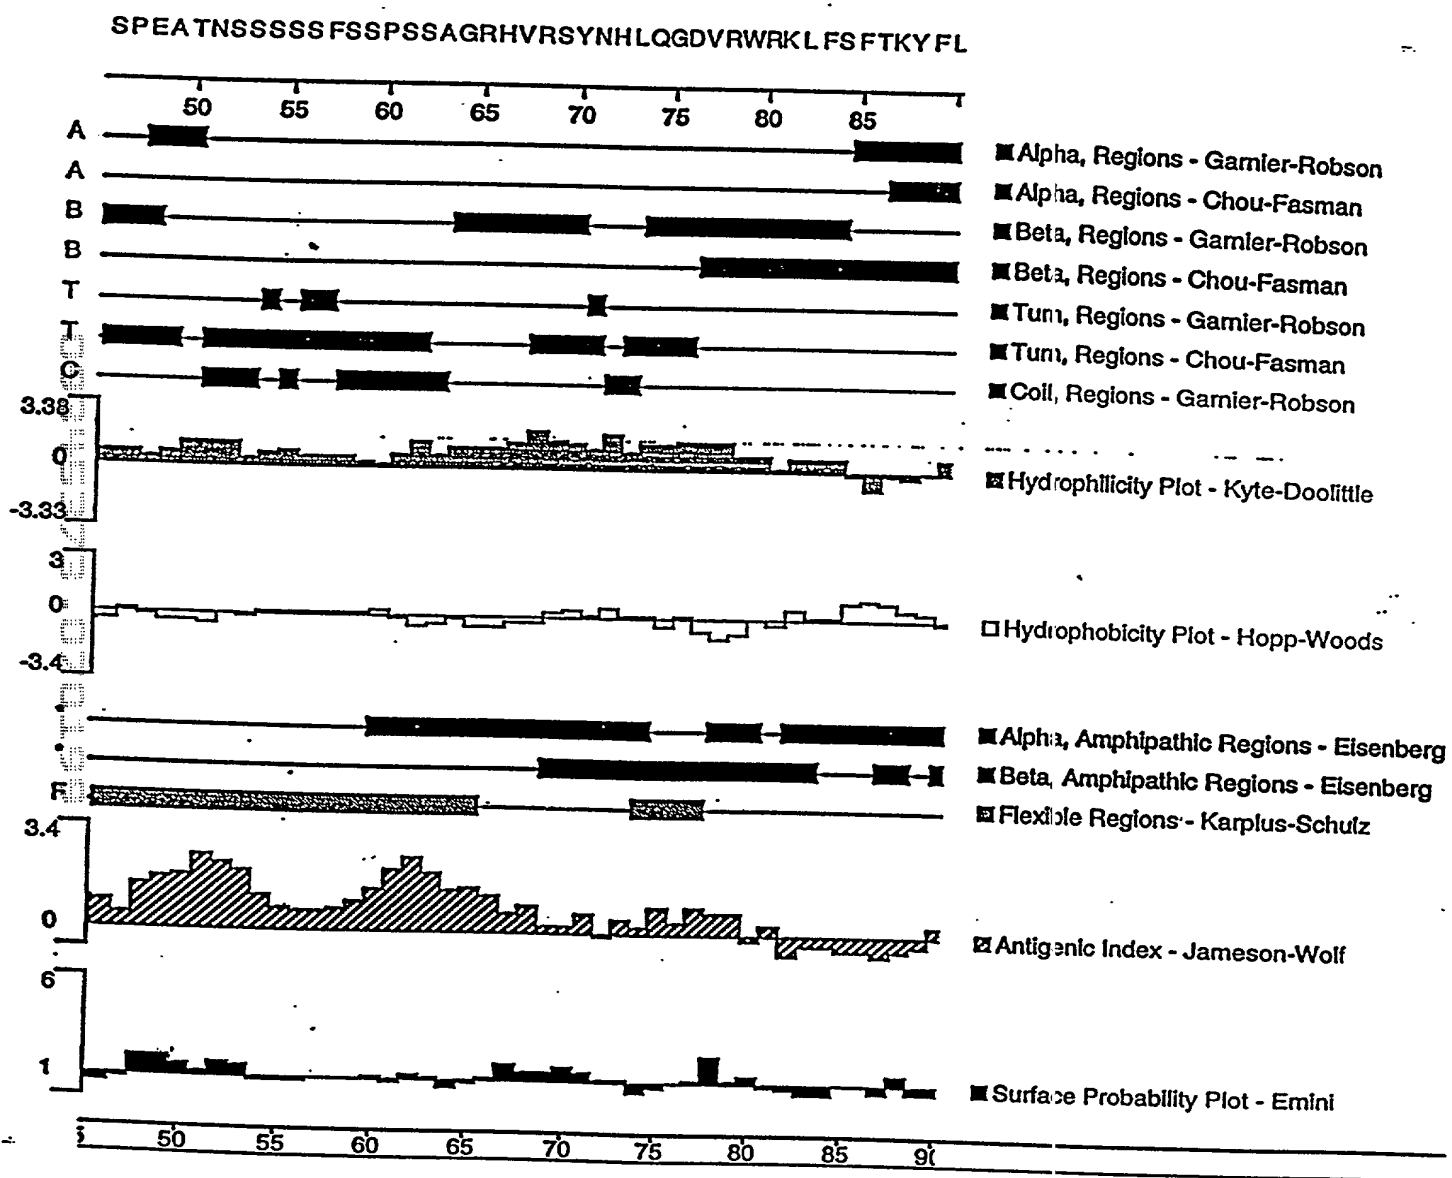 SPEATNSSSSSFSSPSSAGRHVRSYNHLQGDVRWRKLFSFTKYFL
50 55 60 65 70 75 80 85
A Alpha, Regions - Garnier-Robson
A Alpha, Regions - Chou-Fasman
B Beta, Regions - Garnier-Robson
B Beta, Regions - Chou-Fasman
T Turn, Regions - Garnier-Robson
T Turn, Regions - Chou-Fasman
C Coil, Regions - Garnier-Robson
3.38
0
Hydrophilicity Plot - Kyte-Doolittle
-3.33
3
0
Hydrophobicity Plot - Hopp-Woods
-3.4
Alpha, Amphipathic Regions - Eisenberg
Beta, Amphipathic Regions - Eisenberg
F Flexible Regions - Karplus-Schulz
3.4
0
Antigenic Index - Jameson-Wolf
6
1
Surface Probability Plot - Emini
50 55 60 65 70 75 80 85 90